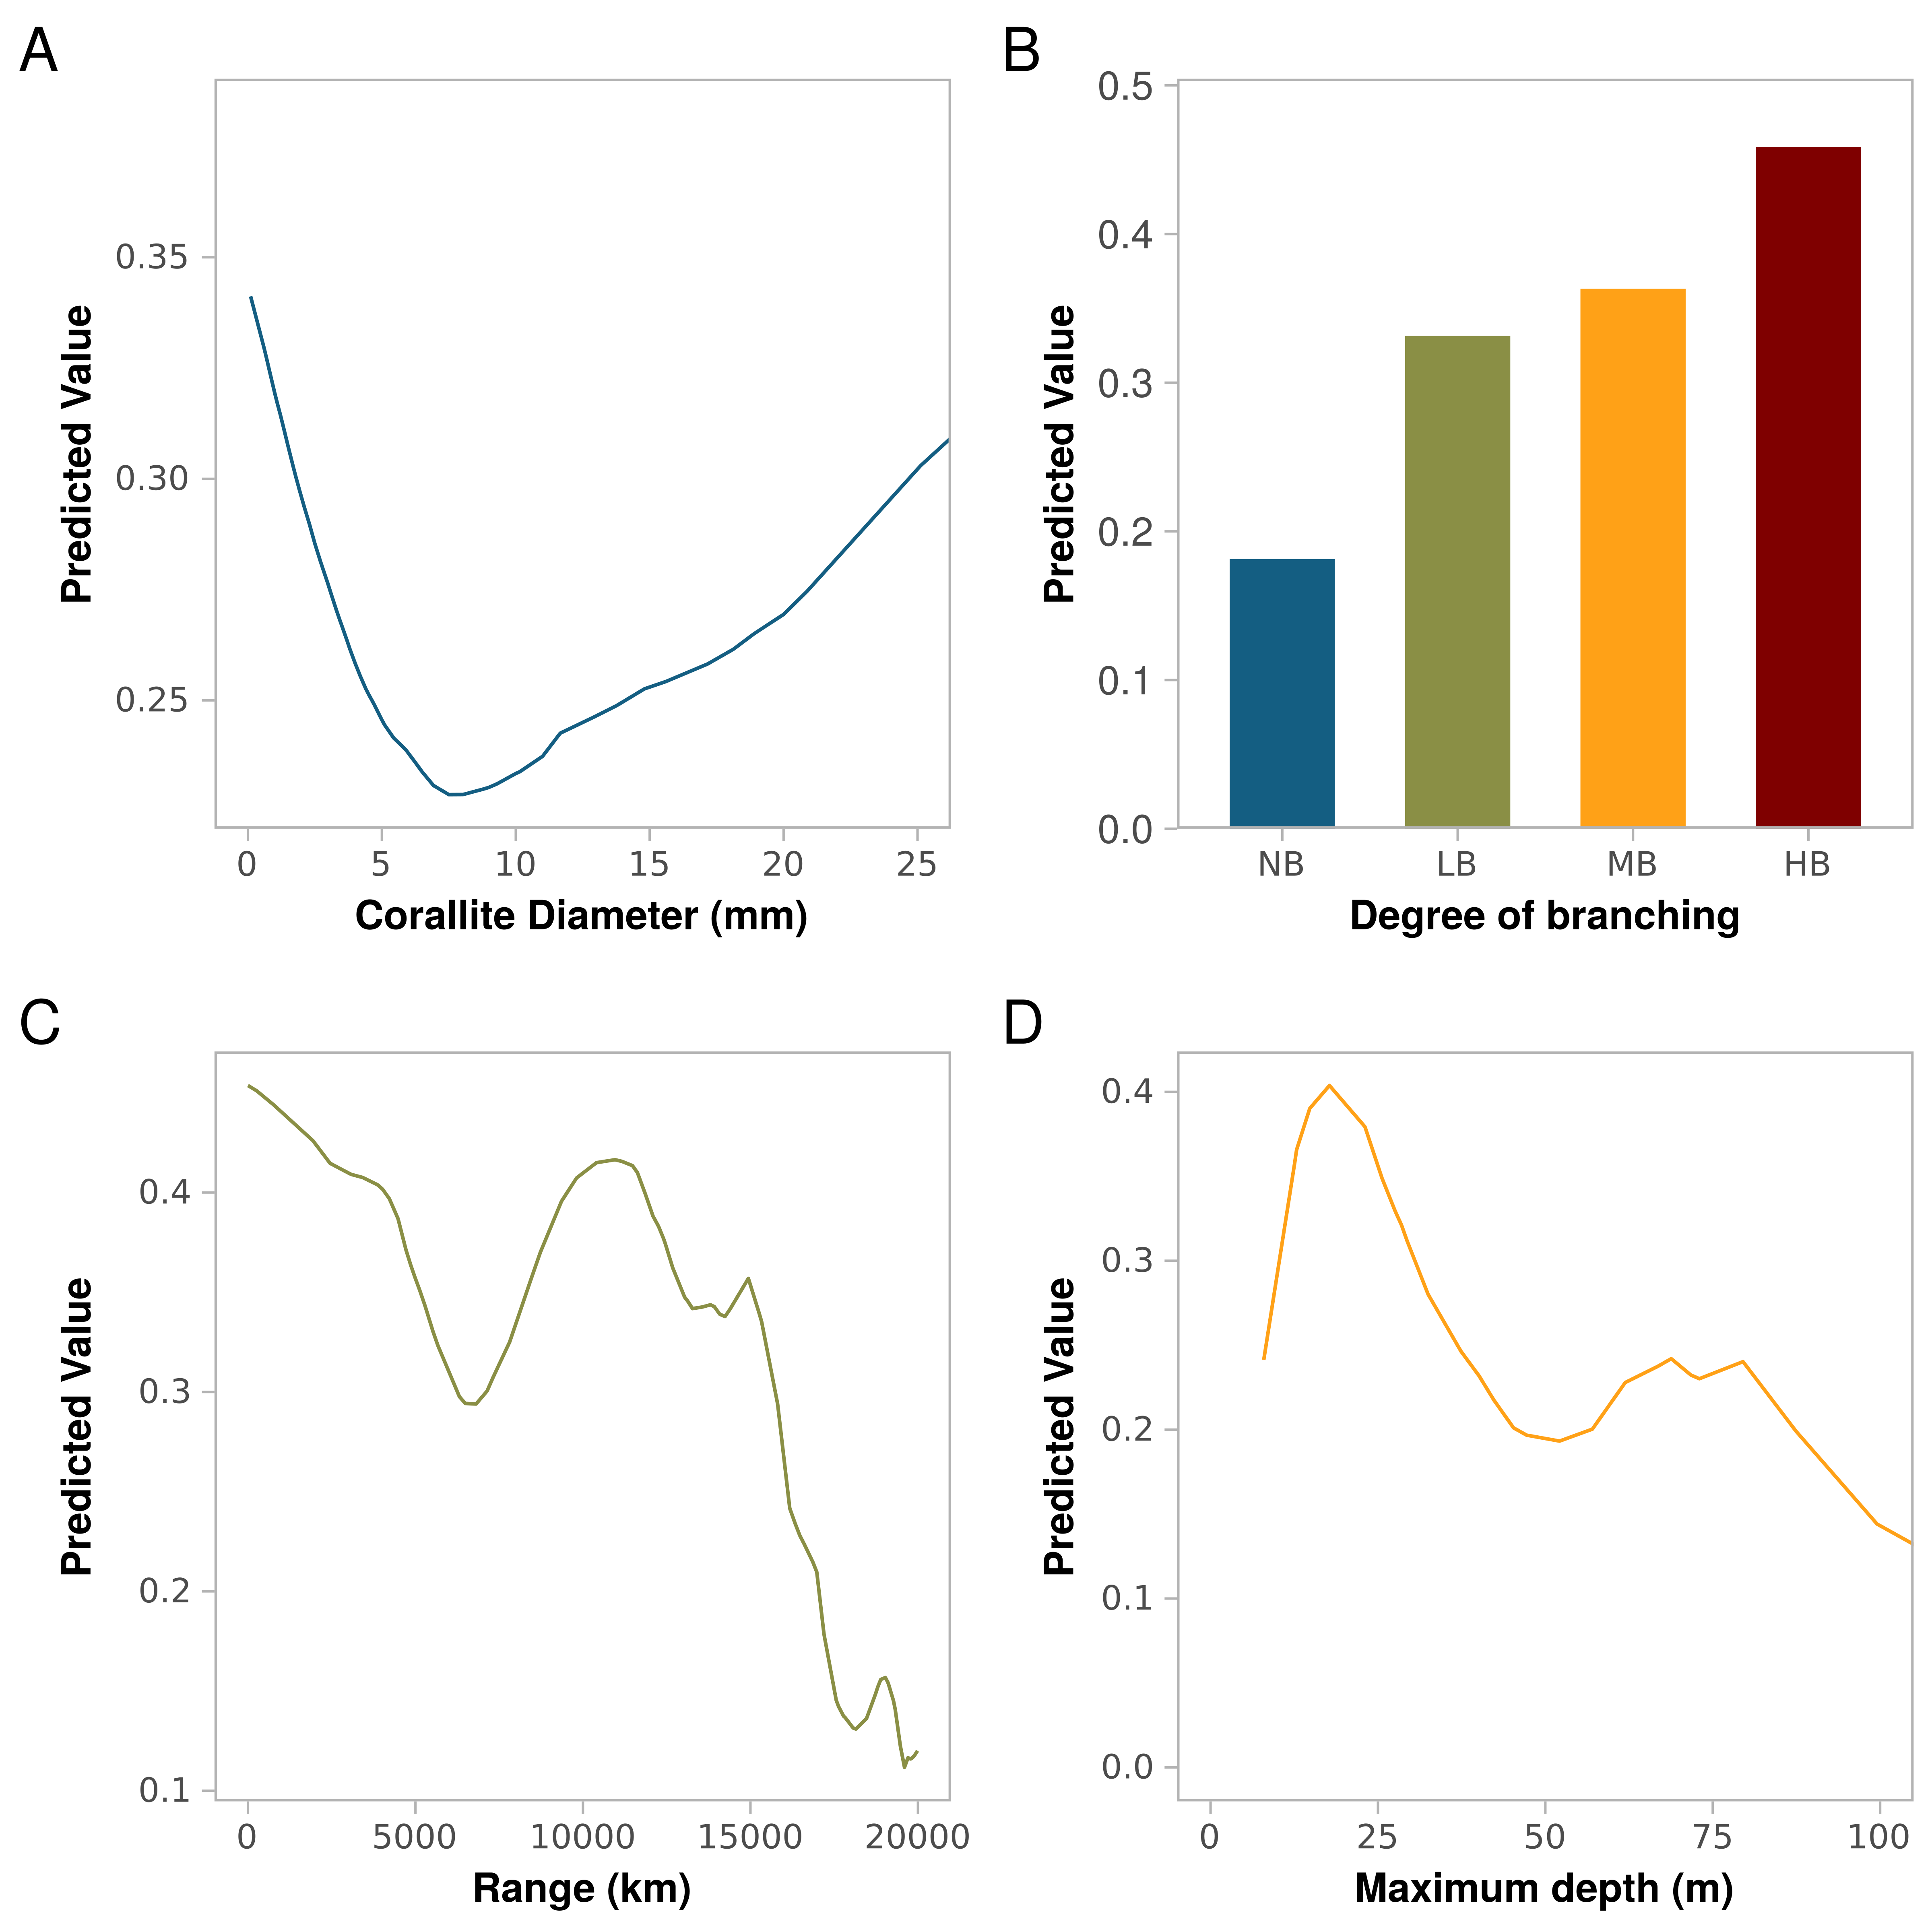 A
Predicted Value
0.35
0.30
0.25
0 5 10 15 20 25
Corallite Diameter (mm)
B
Predicted Value
0.5
0.4
0.3
0.2
0.1
0.0
NB LB MB HB
Degree of branching
C
Predicted Value
0.4
0.3
0.2
0.1
0 5000 10000 15000 20000
Range (km)
D
Predicted Value
0.4
0.3
0.2
0.1
0.0
0 25 50 75 100
Maximum depth (m)